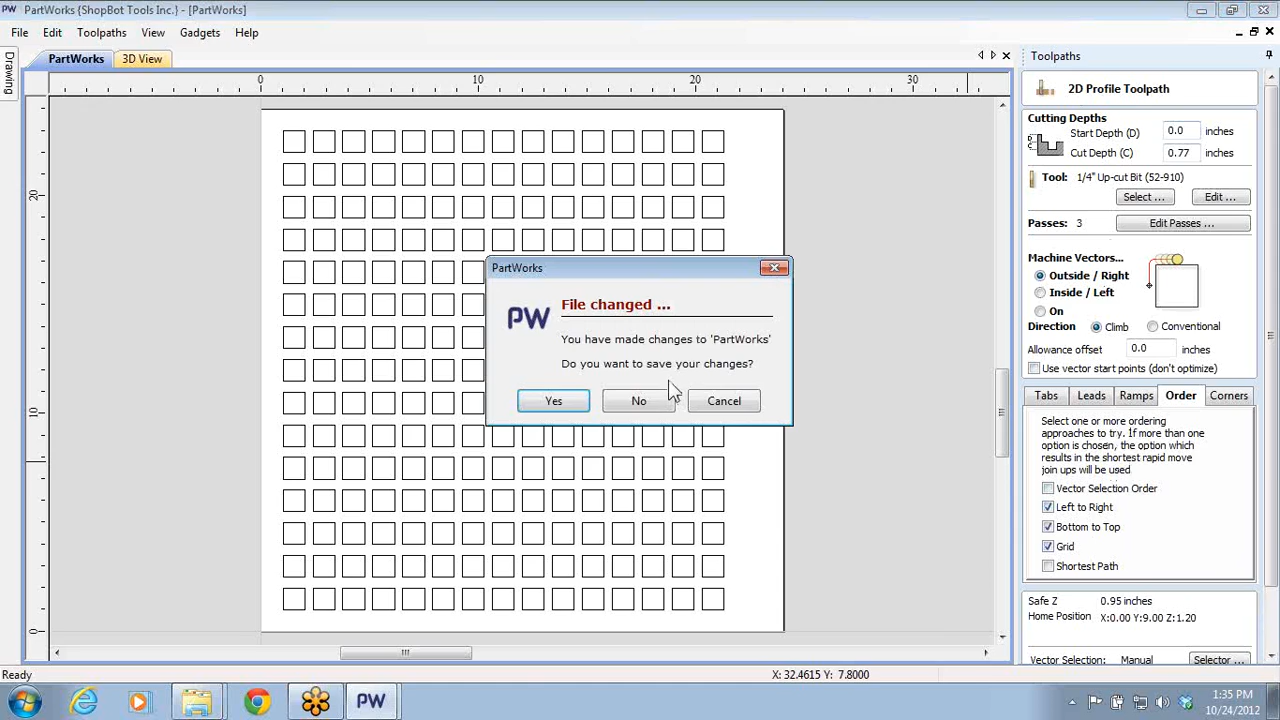 PW PartWorks {ShopBot Tools Inc.} - [PartWorks]
File Edit Toolpaths View Gadgets Help
Drawing
PartWorks 3D View
0 10 20 30
20
10
0
PartWorks
File changed ...
PW
You have made changes to 'PartWorks'
Do you want to save your changes?
Yes No Cancel
Toolpaths
2D Profile Toolpath
Cutting Depths
Start Depth (D) 0.0 inches
Cut Depth (C) 0.77 inches
Tool: 1/4" Up-cut Bit (52-910)
Select ... Edit ...
Passes: 3 Edit Passes ...
Machine Vectors...
Outside / Right
Inside / Left
On
Direction Climb Conventional
Allowance offset 0.0 inches
Use vector start points (don't optimize)
Tabs Leads Ramps Order Corners
Select one or more ordering
approaches to try. If more than one
option is chosen, the option which
results in the shortest rapid move
join ups will be used
Vector Selection Order
Left to Right
Bottom to Top
Grid
Shortest Path
Safe Z 0.95 inches
Home Position X:0.00 Y:9.00 Z:1.20
Vector Selection: Manual Selector ...
Ready X: 32.4615 Y: 7.8000
PW
1:35 PM
10/24/2012